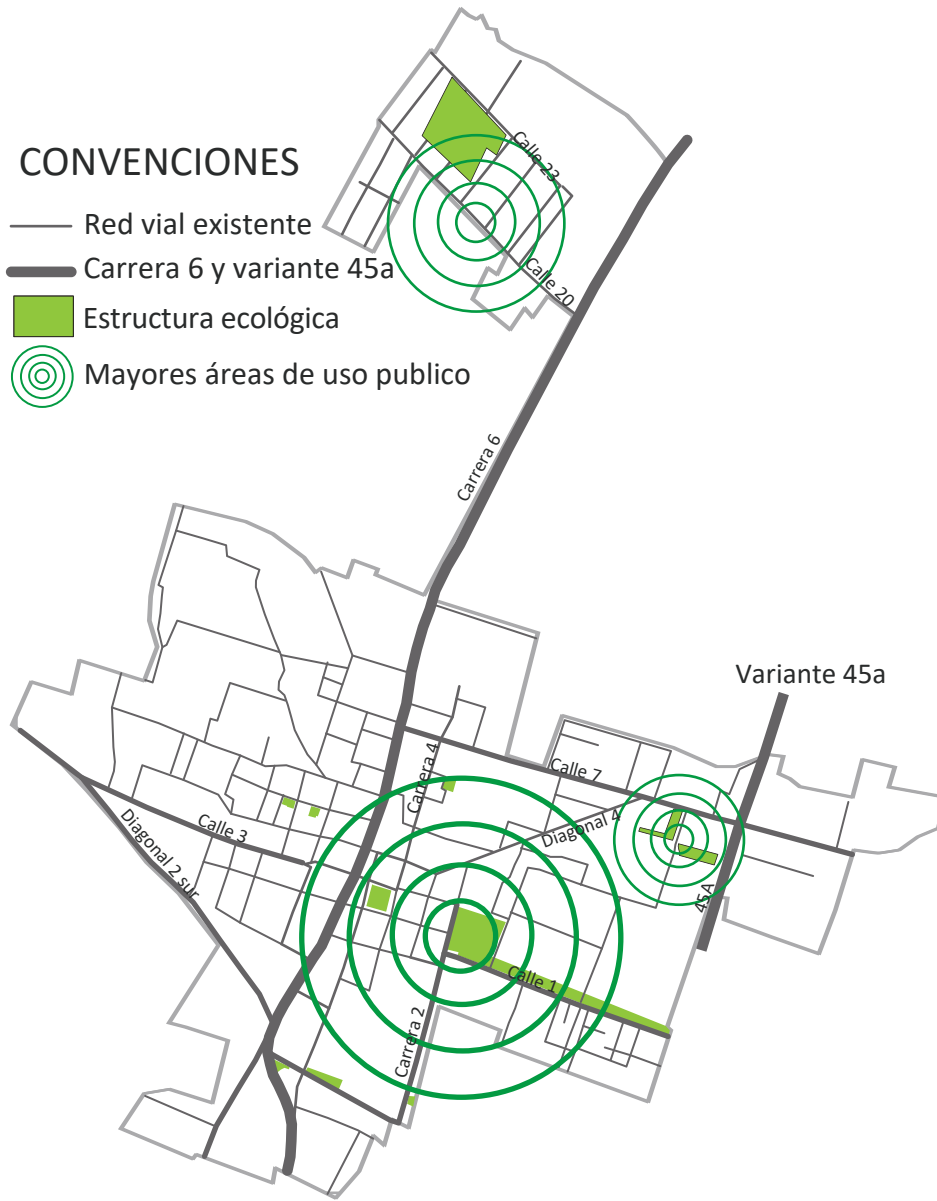 CONVENCIONES
Red vial existente
Carrera 6 y variante 45a
Estructura ecológica
Mayores áreas de uso publico
Calle 23
Calle 20
Carrera 6
Variante 45a
Calle 7
Carrera 4
Diagonal 4
Calle 3
Diagonal 2 sur
45A
Calle 1
Carrera 2